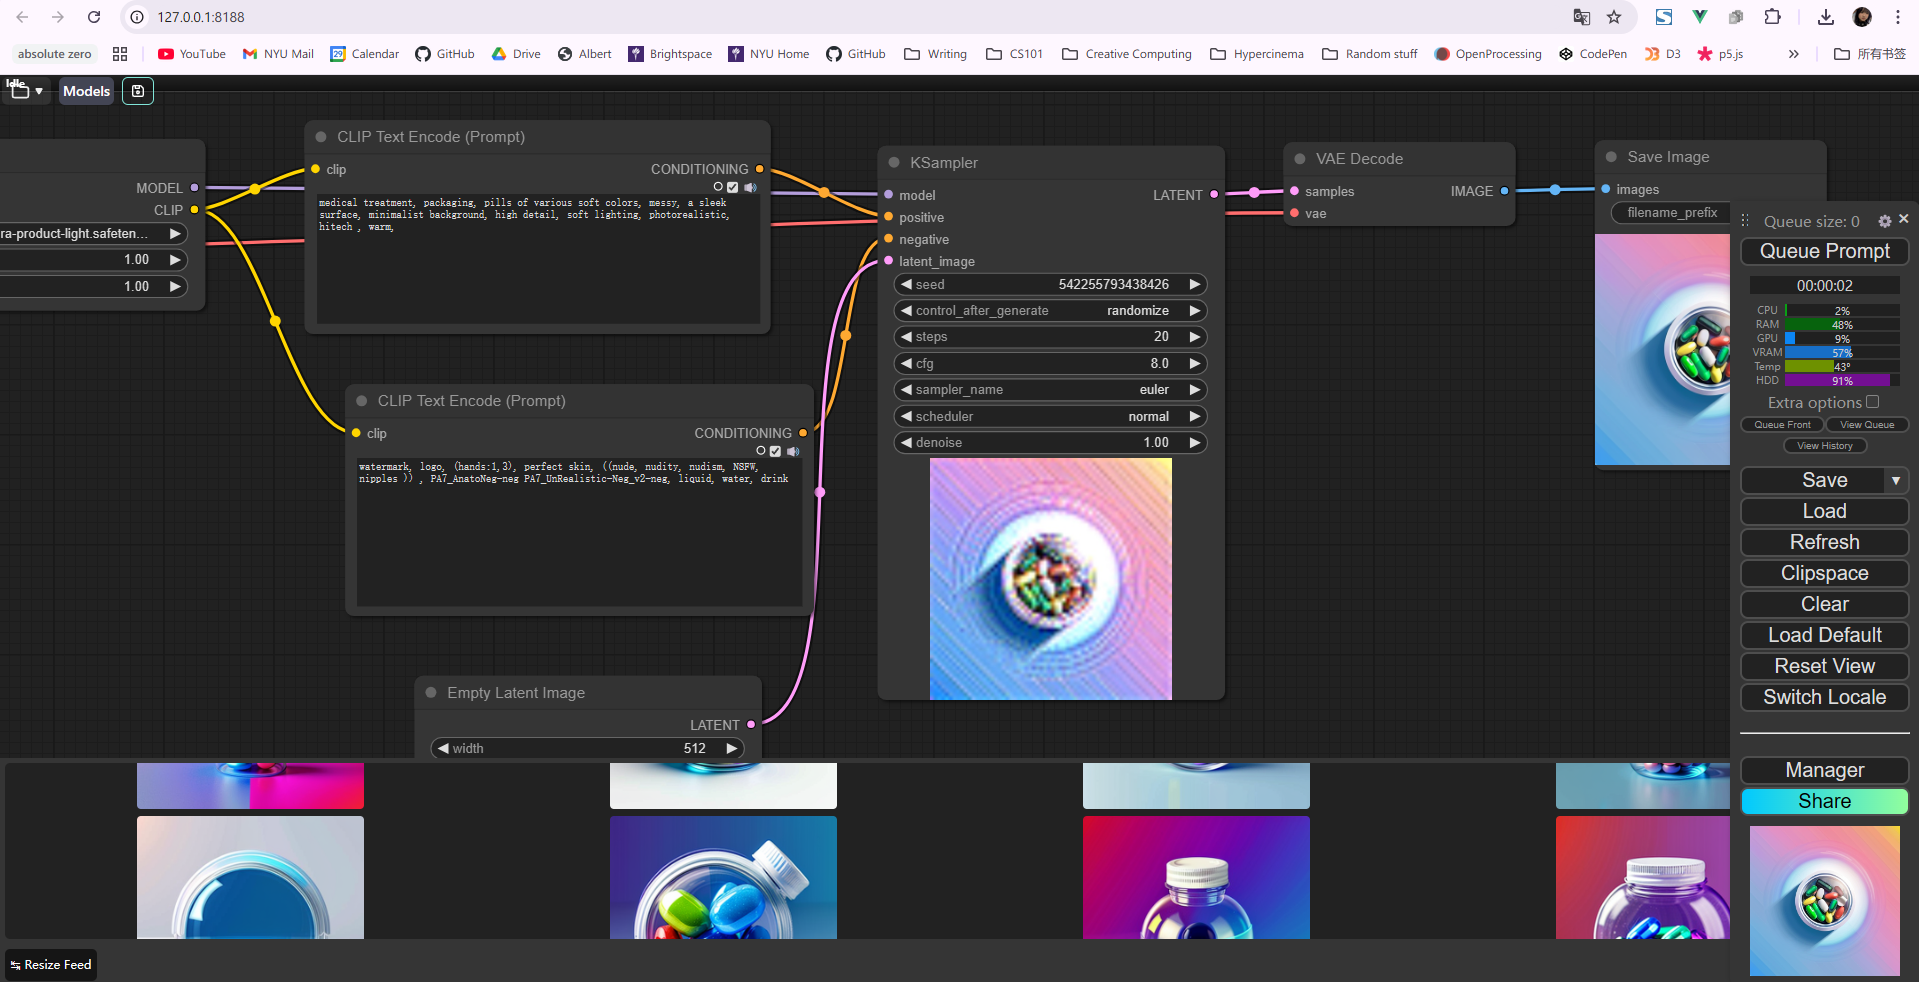 127.0.0.1:8188
absolute zero
YouTube
NYU Mail
Calendar
GitHub
Drive
Albert
Brightspace
NYU Home
GitHub
Writing
CS101
Creative Computing
Hypercinema
Random stuff
OpenProcessing
CodePen
D3
p5.js
所有书签
Idle
Models
MODEL
CLIP
ra-product-light.safeten...
1.00
1.00
CLIP Text Encode (Prompt)
clip
CONDITIONING
medical treatment, packaging, pills of various soft colors, messy, a sleek
surface, minimalist background, high detail, soft lighting, photorealistic,
hitech , warm,
CLIP Text Encode (Prompt)
clip
CONDITIONING
watermark, logo, (hands:1,3), perfect skin, ((nude, nudity, nudism, NSFW,
nipples )) , PA7_AnatoNeg-neg PA7_UnRealistic-Neg_v2-neg, liquid, water, drink
Empty Latent Image
LATENT
width 512
KSampler
model
LATENT
positive
negative
latent_image
seed 542255793438426
control_after_generate randomize
steps 20
cfg 8.0
sampler_name euler
scheduler normal
denoise 1.00
VAE Decode
samples
IMAGE
vae
Save Image
images
filename_prefix
Queue size: 0
Queue Prompt
00:00:02
CPU 2%
RAM 48%
GPU 9%
VRAM 57%
Temp 43°
HDD 91%
Extra options
Queue Front
View Queue
View History
Save
Load
Refresh
Clipspace
Clear
Load Default
Reset View
Switch Locale
Manager
Share
Resize Feed